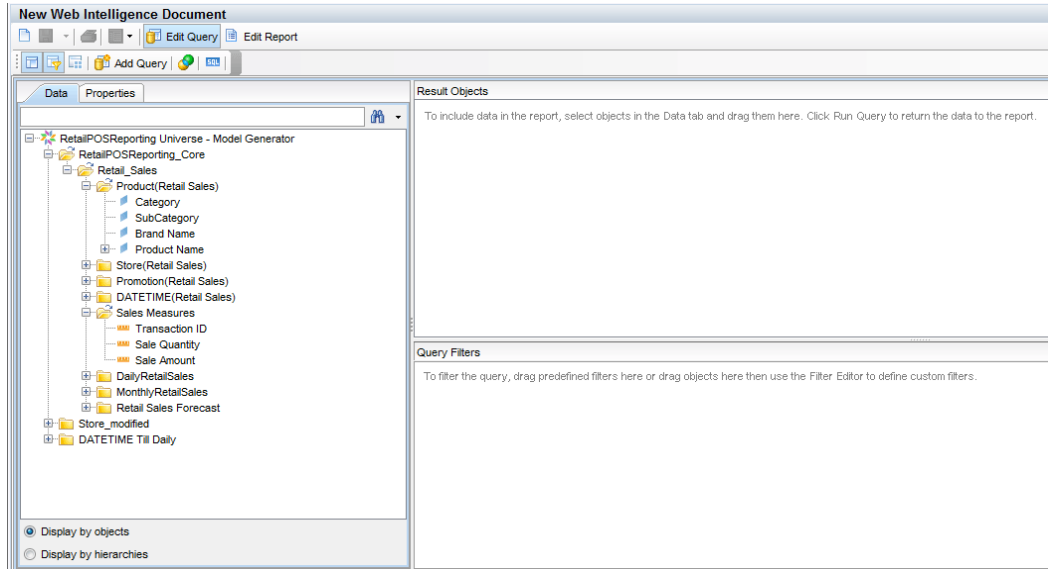 New Web Intelligence Document
Edit Query Edit Report
Add Query SQL
Data Properties
RetailPOSReporting Universe - Model Generator
RetailPOSReporting_Core
Retail_Sales
Product(Retail Sales)
Category
SubCategory
Brand Name
Product Name
Store(Retail Sales)
Promotion(Retail Sales)
DATETIME(Retail Sales)
Sales Measures
Transaction ID
Sale Quantity
Sale Amount
DailyRetailSales
MonthlyRetailSales
Retail Sales Forecast
Store_modified
DATETIME Till Daily
Display by objects
Display by hierarchies
Result Objects
To include data in the report, select objects in the Data tab and drag them here. Click Run Query to return the data to the report.
Query Filters
To filter the query, drag predefined filters here or drag objects here then use the Filter Editor to define custom filters.